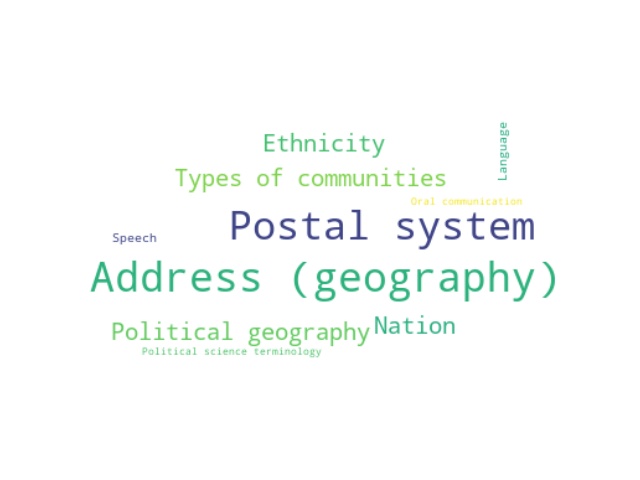 Ethnicity
Language
Types of communities
Oral communication
Postal system
Speech
Address (geography)
Political geography
Nation
Political science terminology